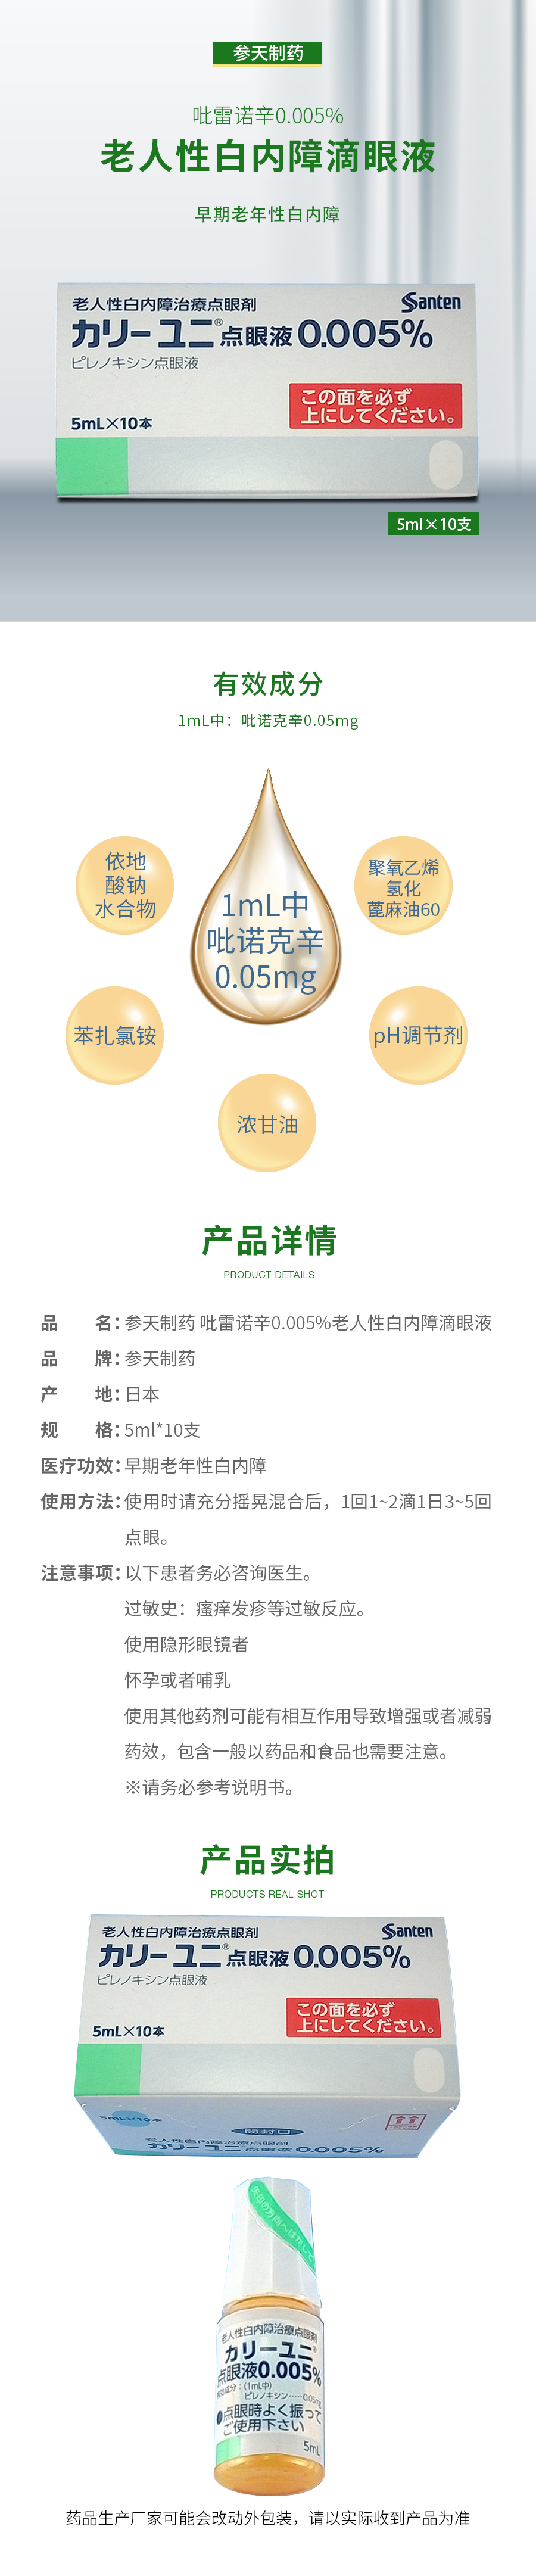 参天制药
吡雷诺辛0.005%
老人性白内障滴眼液
早期老年性白内障
老人性白内障治療点眼剤
Santen
カリーユニ®点眼液0.005%
ピレノキシン点眼液
この面を必ず
上にしてください。
5mL×10本
5ml×10支
有效成分
1mL中：吡诺克辛0.05mg
依地
酸钠
水合物
聚氧乙烯
氢化
蓖麻油60
1mL中
吡诺克辛
0.05mg
苯扎氯铵
pH调节剂
浓甘油
产品详情
PRODUCT DETAILS
品 名：参天制药 吡雷诺辛0.005%老人性白内障滴眼液
品 牌：参天制药
产 地：日本
规 格：5ml*10支
医疗功效：早期老年性白内障
使用方法：使用时请充分摇晃混合后，1回1~2滴1日3~5回
点眼。
注意事项：以下患者务必咨询医生。
过敏史：瘙痒发疹等过敏反应。
使用隐形眼镜者
怀孕或者哺乳
使用其他药剂可能有相互作用导致增强或者减弱
药效，包含一般以药品和食品也需要注意。
※请务必参考说明书。
产品实拍
PRODUCTS REAL SHOT
老人性白内障治療点眼剤
Santen
カリーユニ®点眼液0.005%
ピレノキシン点眼液
この面を必ず
上にしてください。
5mL×10本
5mL×10本
開封口
老人性白内障治療点眼剤
カリーユニ点眼液0.005%
老人性白内障治療点眼剤
カリーユニ®
点眼液0.005%
有効成分：(1mL中)
ピレノキシン……0.05mg
●点眼時よく振って
ご使用下さい
5mL
药品生产厂家可能会改动外包装，请以实际收到产品为准